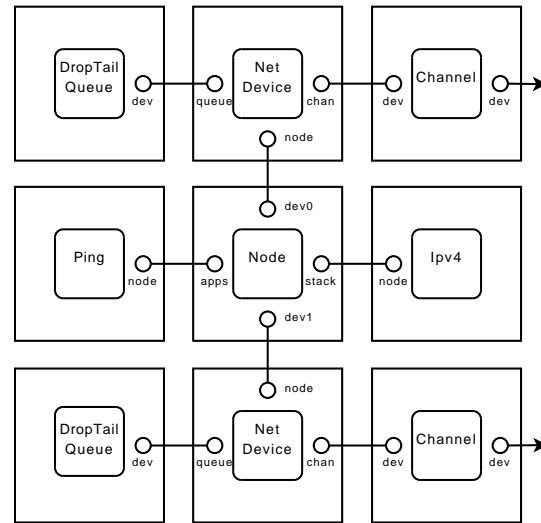 DropTail
Queue
dev
queue
Net
Device
chan
dev
Channel
dev
node
dev0
Ping
node
apps
Node
stack
node
Ipv4
dev1
node
DropTail
Queue
dev
queue
Net
Device
chan
dev
Channel
dev